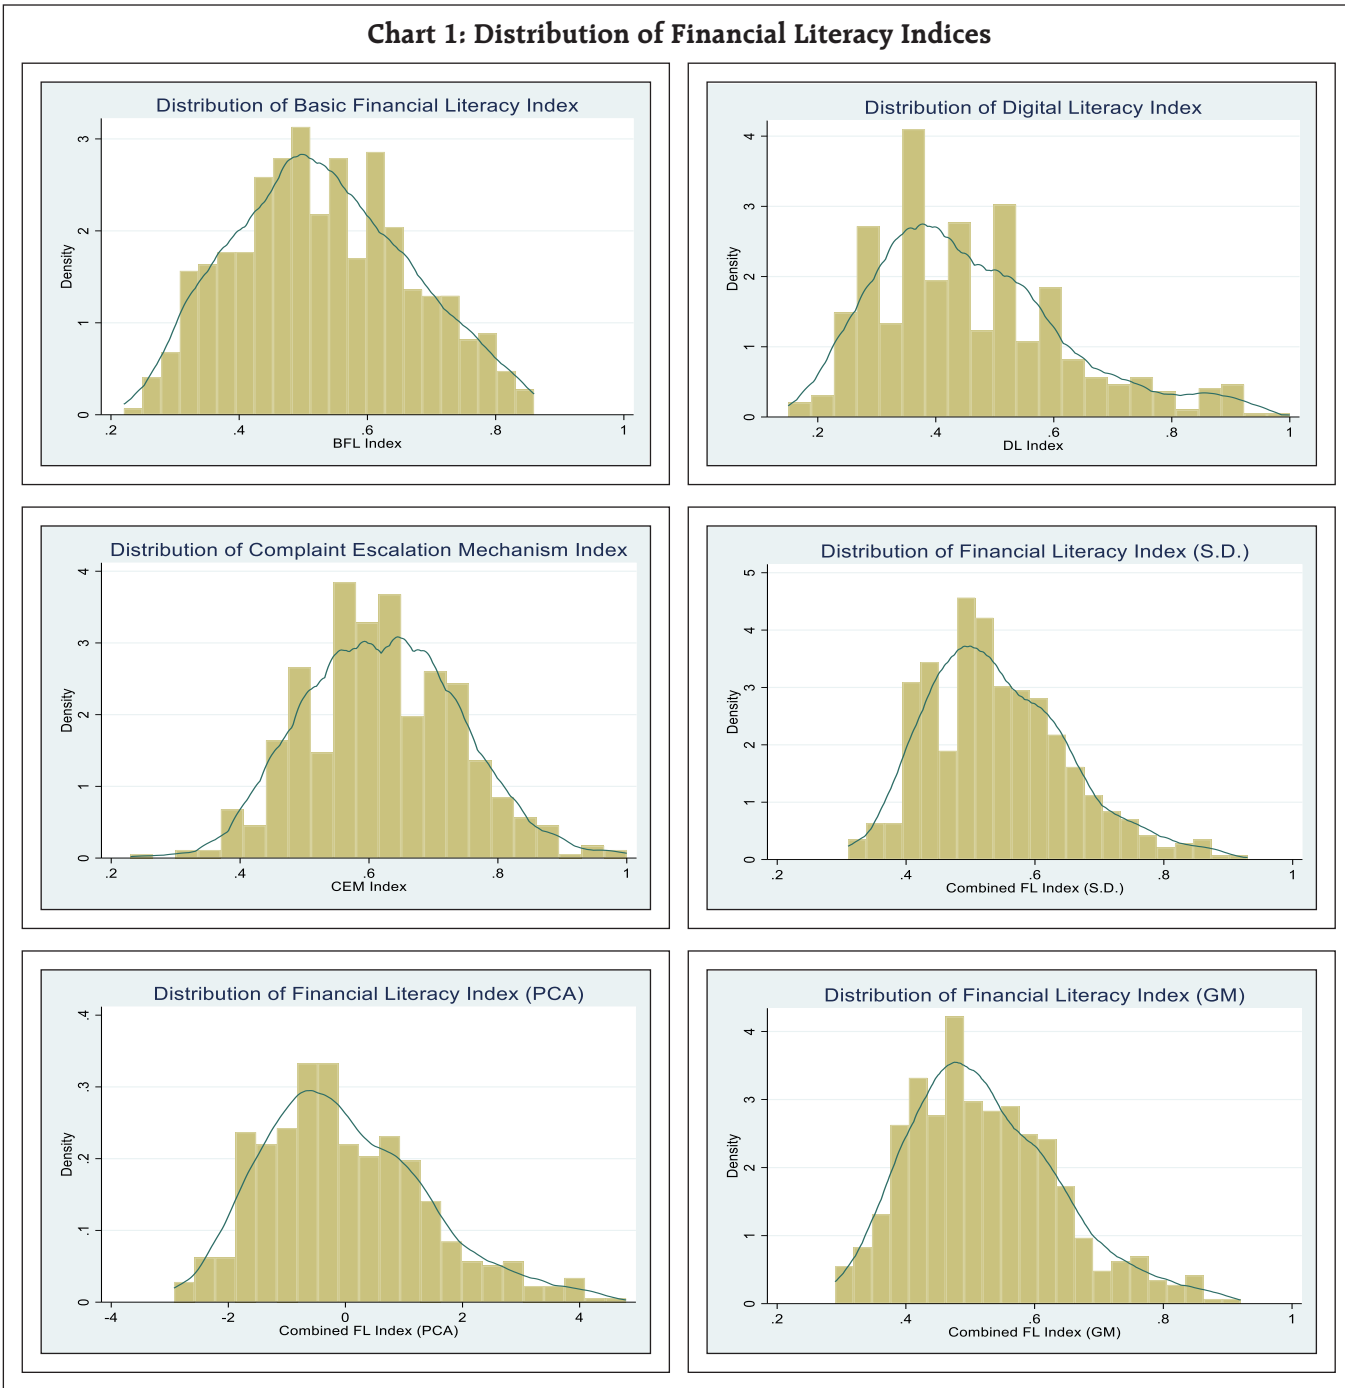 Chart 1: Distribution of Financial Literacy Indices
Distribution of Basic Financial Literacy Index
Density
3
2
1
0
.2 .4 .6 .8 1
BFL Index
Distribution of Digital Literacy Index
Density
4
3
2
1
0
.2 .4 .6 .8 1
DL Index
Distribution of Complaint Escalation Mechanism Index
Density
4
3
2
1
0
.2 .4 .6 .8 1
CEM Index
Distribution of Financial Literacy Index (S.D.)
Density
5
4
3
2
1
0
.2 .4 .6 .8 1
Combined FL Index (S.D.)
Distribution of Financial Literacy Index (PCA)
Density
.4
.3
.2
.1
0
-4 -2 0 2 4
Combined FL Index (PCA)
Distribution of Financial Literacy Index (GM)
Density
4
3
2
1
0
.2 .4 .6 .8 1
Combined FL Index (GM)